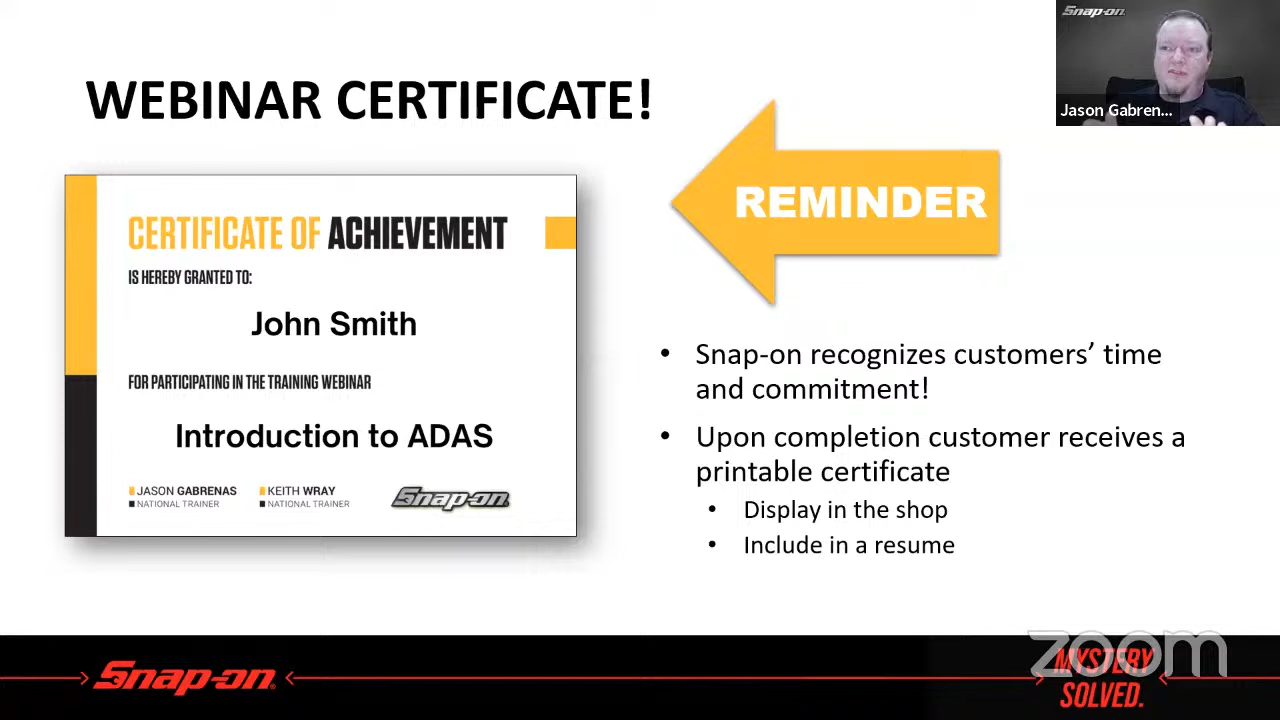 Snap-on
Jason Gabren...
WEBINAR CERTIFICATE!
REMINDER
CERTIFICATE OF ACHIEVEMENT
IS HEREBY GRANTED TO:
John Smith
FOR PARTICIPATING IN THE TRAINING WEBINAR
Introduction to ADAS
JASON GABRENAS
NATIONAL TRAINER
KEITH WRAY
NATIONAL TRAINER
Snap-on
• Snap-on recognizes customers’ time
and commitment!
• Upon completion customer receives a
printable certificate
• Display in the shop
• Include in a resume
Snap-on
zoom
MYSTERY
SOLVED.